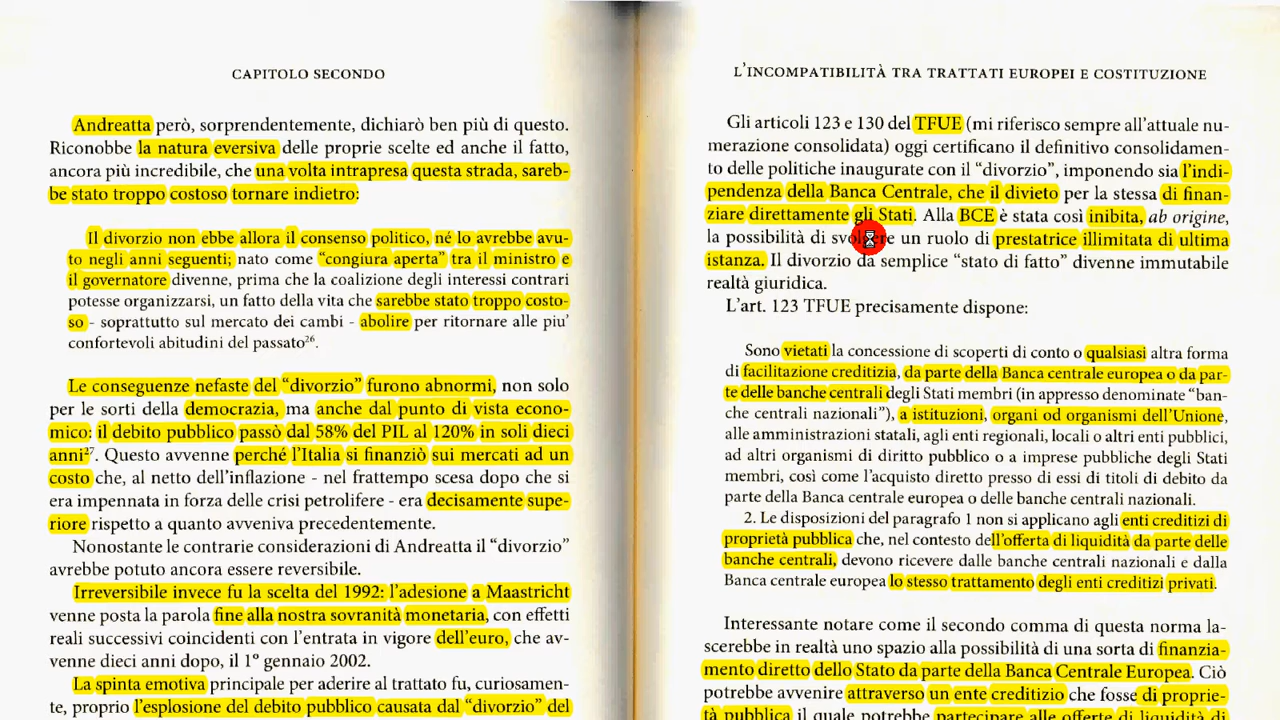 CAPITOLO SECONDO
Andreatta però, sorprendentemente, dichiarò ben più di questo.
Riconobbe la natura eversiva delle proprie scelte ed anche il fatto,
ancora più incredibile, che una volta intrapresa questa strada, sareb-
be stato troppo costoso tornare indietro:
Il divorzio non ebbe allora il consenso politico, né lo avrebbe avu-
to negli anni seguenti; nato come “congiura aperta” tra il ministro e
il governatore divenne, prima che la coalizione degli interessi contrari
potesse organizzarsi, un fatto della vita che sarebbe stato troppo costo-
so - soprattutto sul mercato dei cambi - abolire per ritornare alle piu’
confortevoli abitudini del passato²⁶.
Le conseguenze nefaste del “divorzio” furono abnormi, non solo
per le sorti della democrazia, ma anche dal punto di vista econo-
mico: il debito pubblico passò dal 58% del PIL al 120% in soli dieci
anni²⁷. Questo avvenne perché l’Italia si finanziò sui mercati ad un
costo che, al netto dell’inflazione - nel frattempo scesa dopo che si
era impennata in forza delle crisi petrolifere - era decisamente supe-
riore rispetto a quanto avveniva precedentemente.
Nonostante le contrarie considerazioni di Andreatta il “divorzio”
avrebbe potuto ancora essere reversibile.
Irreversibile invece fu la scelta del 1992: l’adesione a Maastricht
venne posta la parola fine alla nostra sovranità monetaria, con effetti
reali successivi coincidenti con l’entrata in vigore dell’euro, che av-
venne dieci anni dopo, il 1° gennaio 2002.
La spinta emotiva principale per aderire al trattato fu, curiosamen-
te, proprio l’esplosione del debito pubblico causata dal “divorzio” del
L’INCOMPATIBILITÀ TRA TRATTATI EUROPEI E COSTITUZIONE
Gli articoli 123 e 130 del TFUE (mi riferisco sempre all’attuale nu-
merazione consolidata) oggi certificano il definitivo consolidamen-
to delle politiche inaugurate con il “divorzio”, imponendo sia l’indi-
pendenza della Banca Centrale, che il divieto per la stessa di finan-
ziare direttamente gli Stati. Alla BCE è stata così inibita, ab origine,
la possibilità di svolgere un ruolo di prestatrice illimitata di ultima
istanza. Il divorzio da semplice “stato di fatto” divenne immutabile
realtà giuridica.
L’art. 123 TFUE precisamente dispone:
Sono vietati la concessione di scoperti di conto o qualsiasi altra forma
di facilitazione creditizia, da parte della Banca centrale europea o da par-
te delle banche centrali degli Stati membri (in appresso denominate “ban-
che centrali nazionali”), a istituzioni, organi od organismi dell’Unione,
alle amministrazioni statali, agli enti regionali, locali o altri enti pubblici,
ad altri organismi di diritto pubblico o a imprese pubbliche degli Stati
membri, così come l’acquisto diretto presso di essi di titoli di debito da
parte della Banca centrale europea o delle banche centrali nazionali.
2. Le disposizioni del paragrafo 1 non si applicano agli enti creditizi di
proprietà pubblica che, nel contesto dell’offerta di liquidità da parte delle
banche centrali, devono ricevere dalle banche centrali nazionali e dalla
Banca centrale europea lo stesso trattamento degli enti creditizi privati.
Interessante notare come il secondo comma di questa norma la-
scerebbe in realtà uno spazio alla possibilità di una sorta di finanzia-
mento diretto dello Stato da parte della Banca Centrale Europea. Ciò
potrebbe avvenire attraverso un ente creditizio che fosse di proprie-
tà pubblica il quale potrebbe partecipare alle offerte di liquidità di